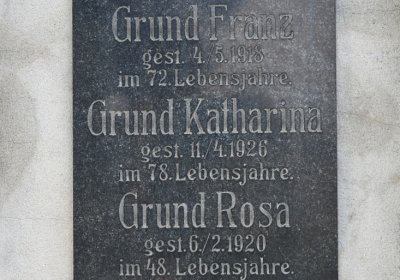 Grund Franz
gest. 4./5.1918
im 72. Lebensjahre.
Grund Katharina
gest. 11./4.1926
im 78. Lebensjahre.
Grund Rosa
gest. 6./2.1920
im 48. Lebensjahre.